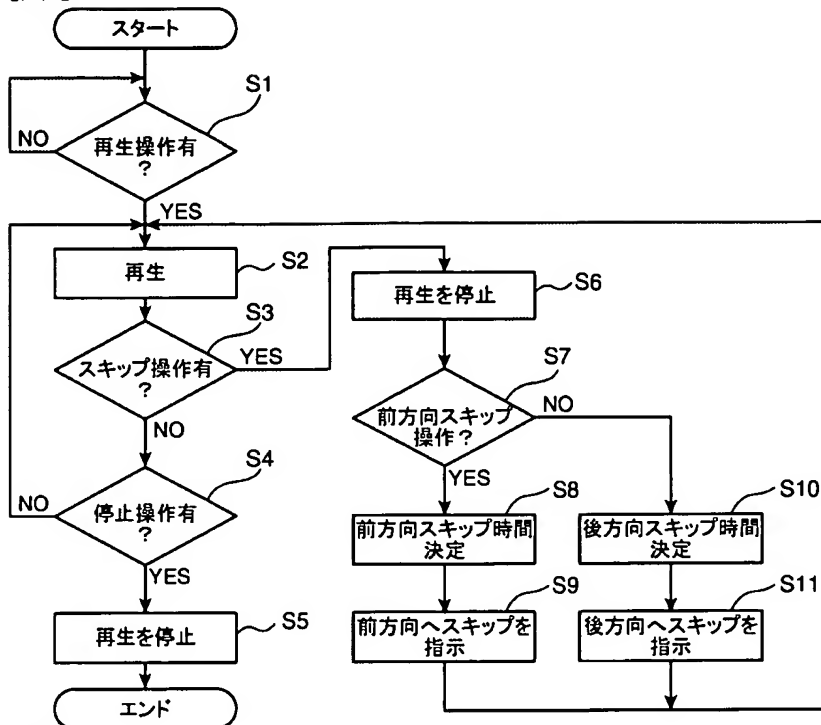 スタート
S1
再生操作有
?
NO
YES
再生
S2
S3
スキップ操作有
?
YES
NO
S4
停止操作有
?
NO
YES
再生を停止
S5
エンド
再生を停止
S6
S7
前方向スキップ
操作?
NO
YES
S8
前方向スキップ時間
決定
S9
前方向へスキップを
指示
S10
後方向スキップ時間
決定
S11
後方向へスキップを
指示